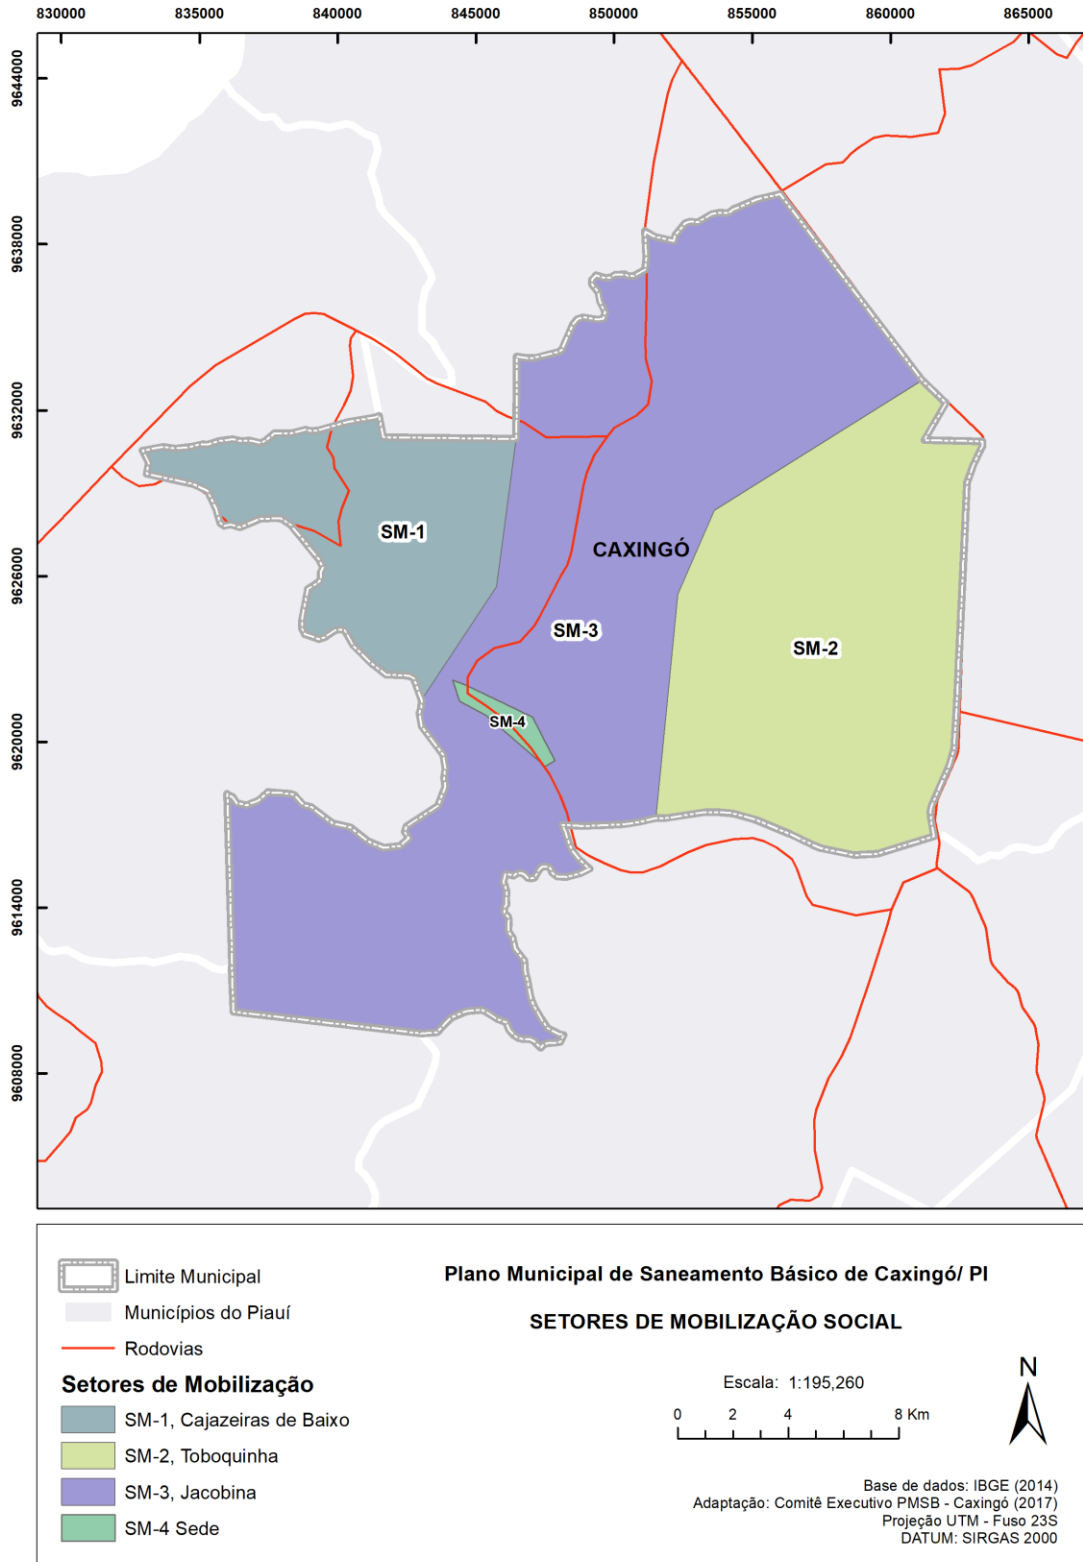 830000 835000 840000 845000 850000 855000 860000 865000
9644000
9638000
9632000
9626000
9620000
9614000
9608000
SM-1
CAXINGÓ
SM-3
SM-2
SM-4
Limite Municipal
Municípios do Piauí
Rodovias
Setores de Mobilização
SM-1, Cajazeiras de Baixo
SM-2, Toboquinha
SM-3, Jacobina
SM-4 Sede
Plano Municipal de Saneamento Básico de Caxingó/ PI
SETORES DE MOBILIZAÇÃO SOCIAL
Escala: 1:195,260
0 2 4 8 Km
N
Base de dados: IBGE (2014)
Adaptação: Comitê Executivo PMSB - Caxingó (2017)
Projeção UTM - Fuso 23S
DATUM: SIRGAS 2000